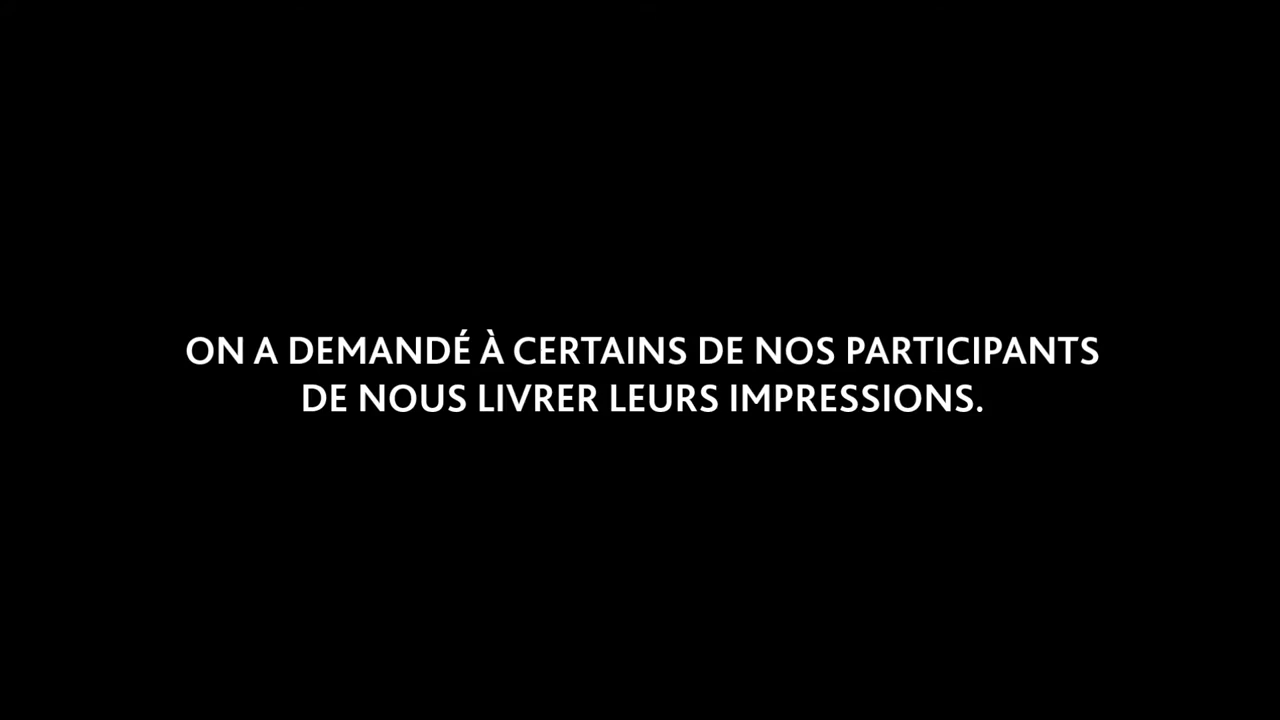 ON A DEMANDÉ À CERTAINS DE NOS PARTICIPANTS
DE NOUS LIVRER LEURS IMPRESSIONS.